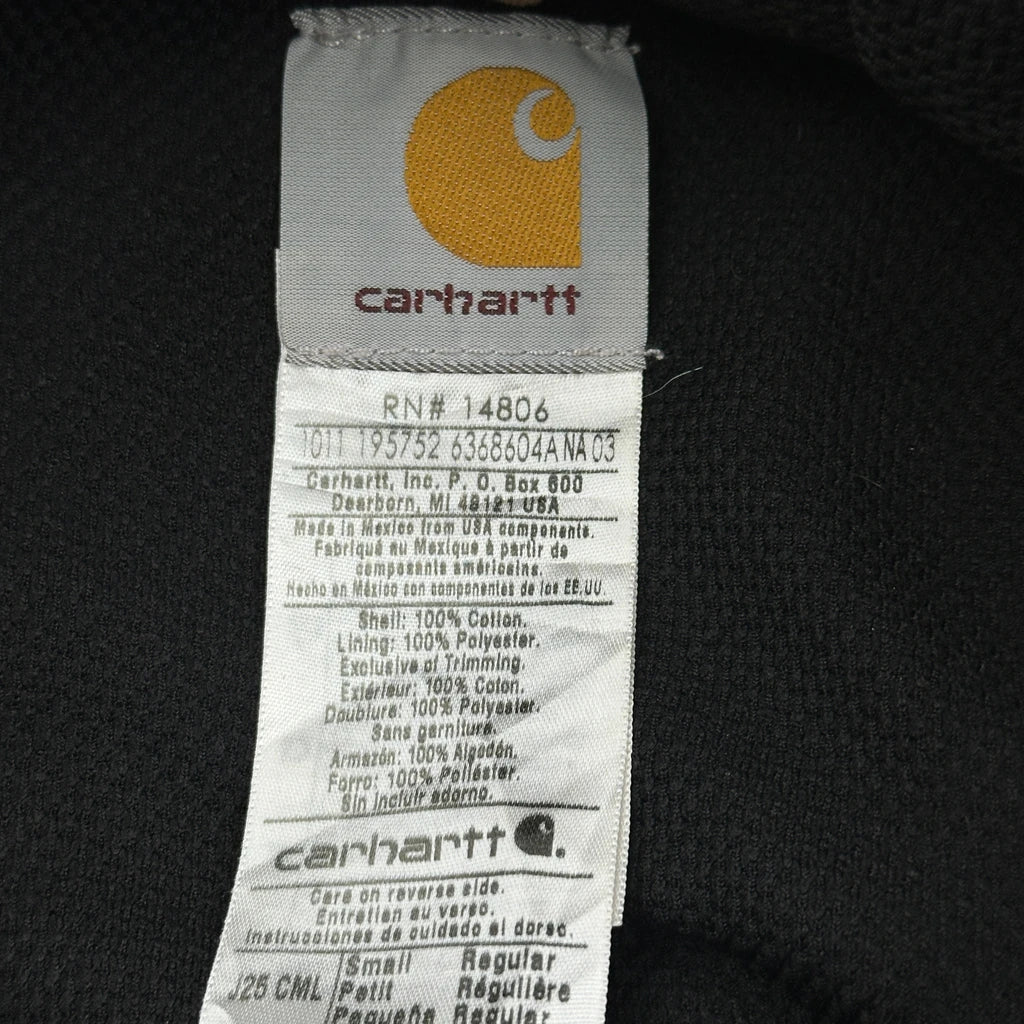 carhartt
RN# 14806
1011 195752 6368604A NA 03
Carhartt, Inc. P. O. Box 600
Dearborn, MI 48121 USA
Made in Mexico from USA components.
Fabriqué au Mexique à partir de
composants américains.
Hecho en México con componentes de los EE.UU.
Shell: 100% Cotton.
Lining: 100% Polyester.
Exclusive of Trimming.
Extérieur: 100% Coton.
Doublure: 100% Polyester.
Sans garniture.
Armazón: 100% Algodón.
Forro: 100% Poliéster.
Sin incluir adorno.
carhartt
Care on reverse side.
Entretien au verso.
Instrucciones de cuidado al dorso.
J25 CML
Small Regular
Petit Régulière
Pequeña Regular